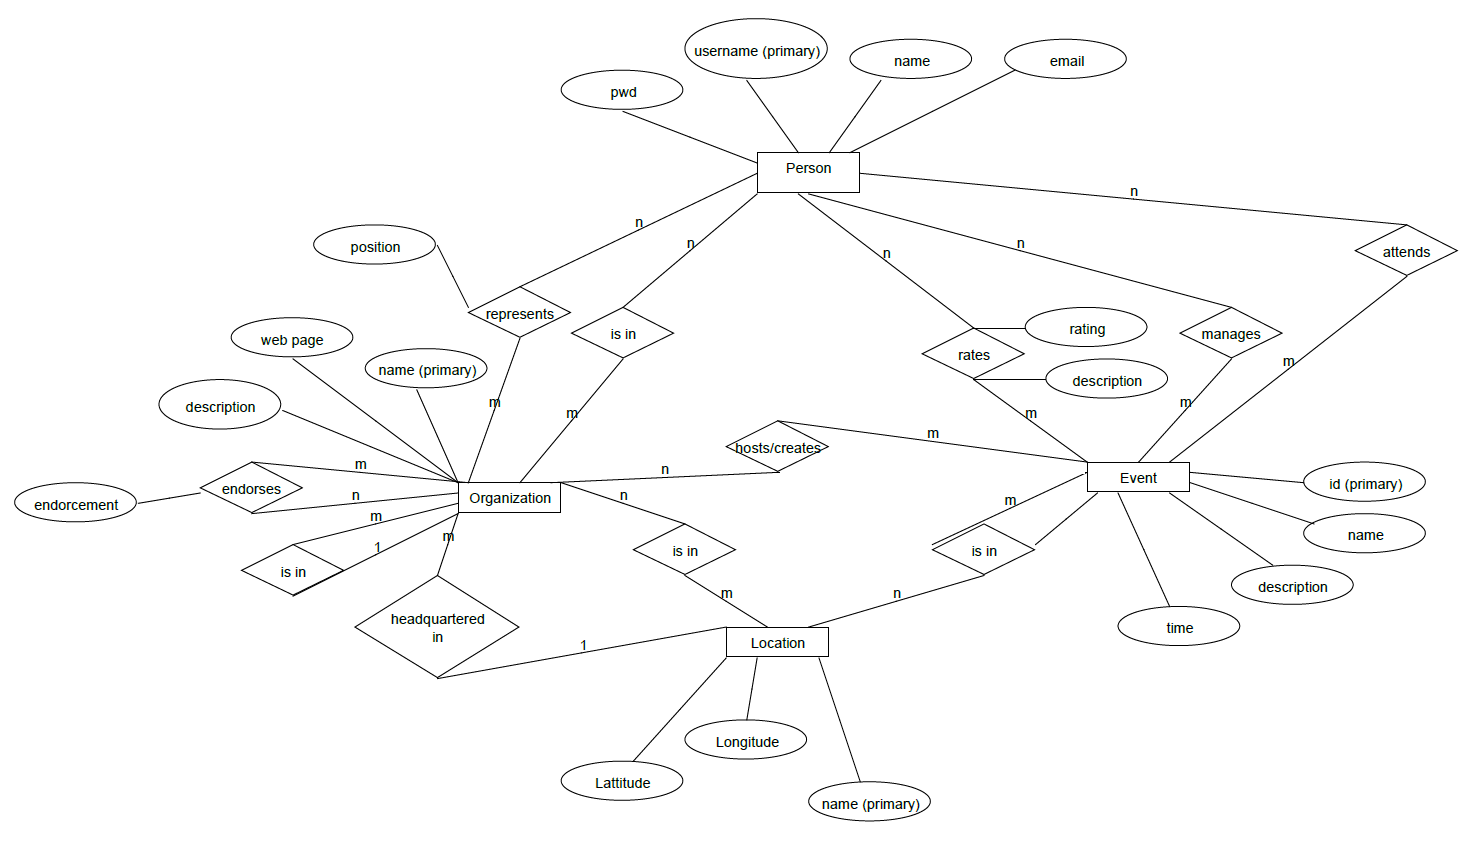 username (primary)
name
email
pwd
Person
n
n
position
n
n
n
attends
represents
is in
rating
web page
name (primary)
rates
manages
description
m
description
m
m
m
m
hosts/creates
m
m
endorses
n
Event
id (primary)
endorcement
n
Organization
n
m
name
m
m
1
is in
is in
is in
description
m
n
headquartered
in
time
1
Location
Longitude
Lattitude
name (primary)